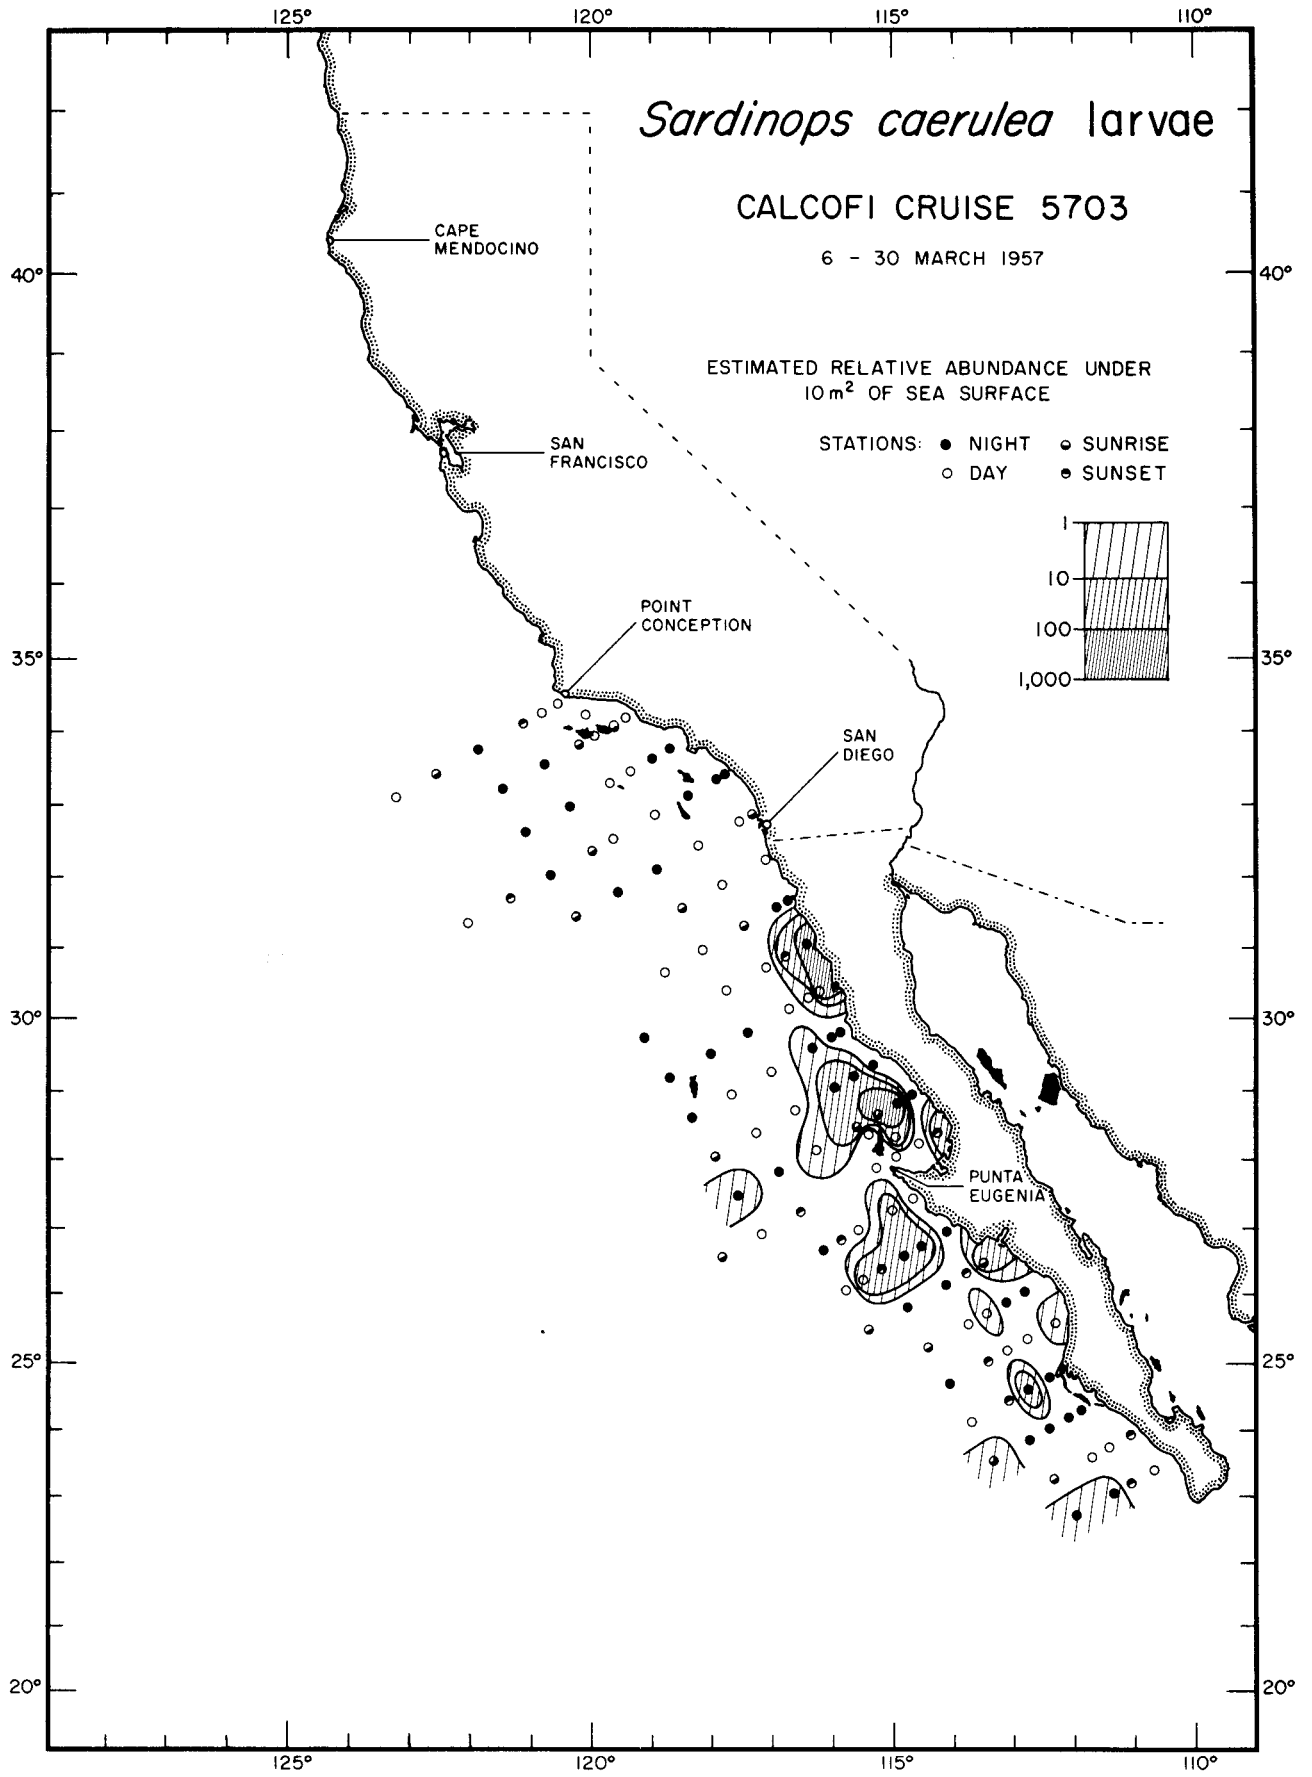 125° 120° 115° 110°
Sardinops caerulea larvae
CALCOFI CRUISE 5703
6 - 30 MARCH 1957
CAPE
MENDOCINO
40° 40°
ESTIMATED RELATIVE ABUNDANCE UNDER
10 m² OF SEA SURFACE
STATIONS: ● NIGHT ◒ SUNRISE
○ DAY ◓ SUNSET
SAN
FRANCISCO
1
10
100
1,000
POINT
CONCEPTION
35° 35°
SAN
DIEGO
30° 30°
PUNTA
EUGENIA
25° 25°
20° 20°
125° 120° 115° 110°